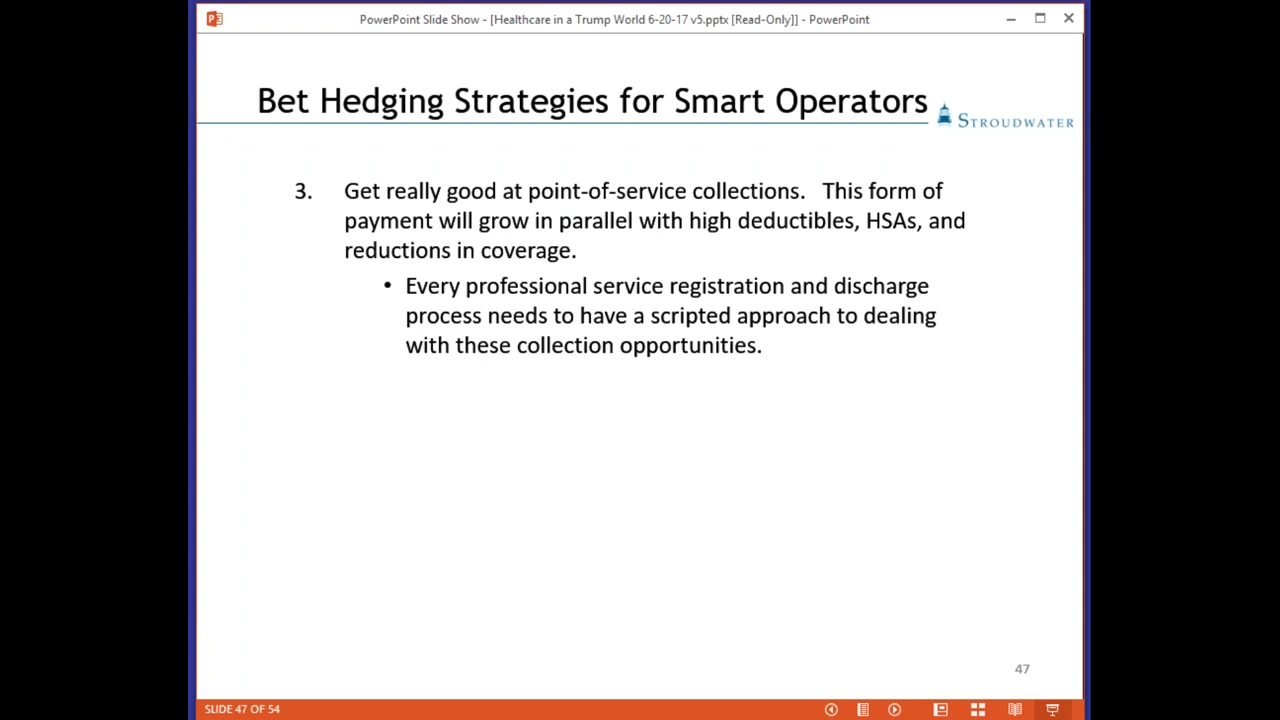 PowerPoint Slide Show - [Healthcare in a Trump World 6-20-17 v5.pptx [Read-Only]] - PowerPoint
Bet Hedging Strategies for Smart Operators
STROUDWATER
3. Get really good at point-of-service collections. This form of
payment will grow in parallel with high deductibles, HSAs, and
reductions in coverage.
• Every professional service registration and discharge
process needs to have a scripted approach to dealing
with these collection opportunities.
47
SLIDE 47 OF 54